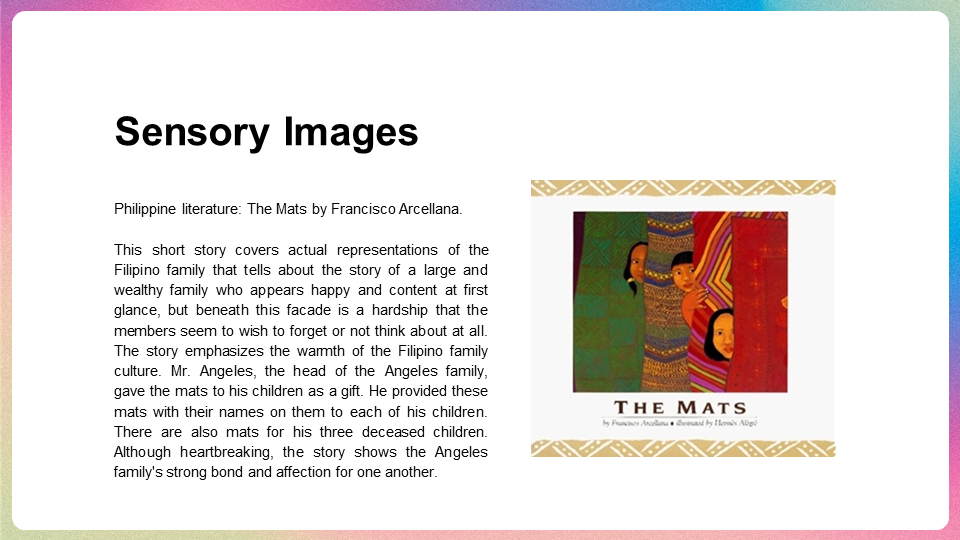 Sensory Images
Philippine literature: The Mats by Francisco Arcellana.
This short story covers actual representations of the
Filipino family that tells about the story of a large and
wealthy family who appears happy and content at first
glance, but beneath this facade is a hardship that the
members seem to wish to forget or not think about at all.
The story emphasizes the warmth of the Filipino family
culture. Mr. Angeles, the head of the Angeles family,
gave the mats to his children as a gift. He provided these
mats with their names on them to each of his children.
There are also mats for his three deceased children.
Although heartbreaking, the story shows the Angeles
family's strong bond and affection for one another.
THE MATS
by Francisco Arcellana • illustrated by Hermès Alègrè